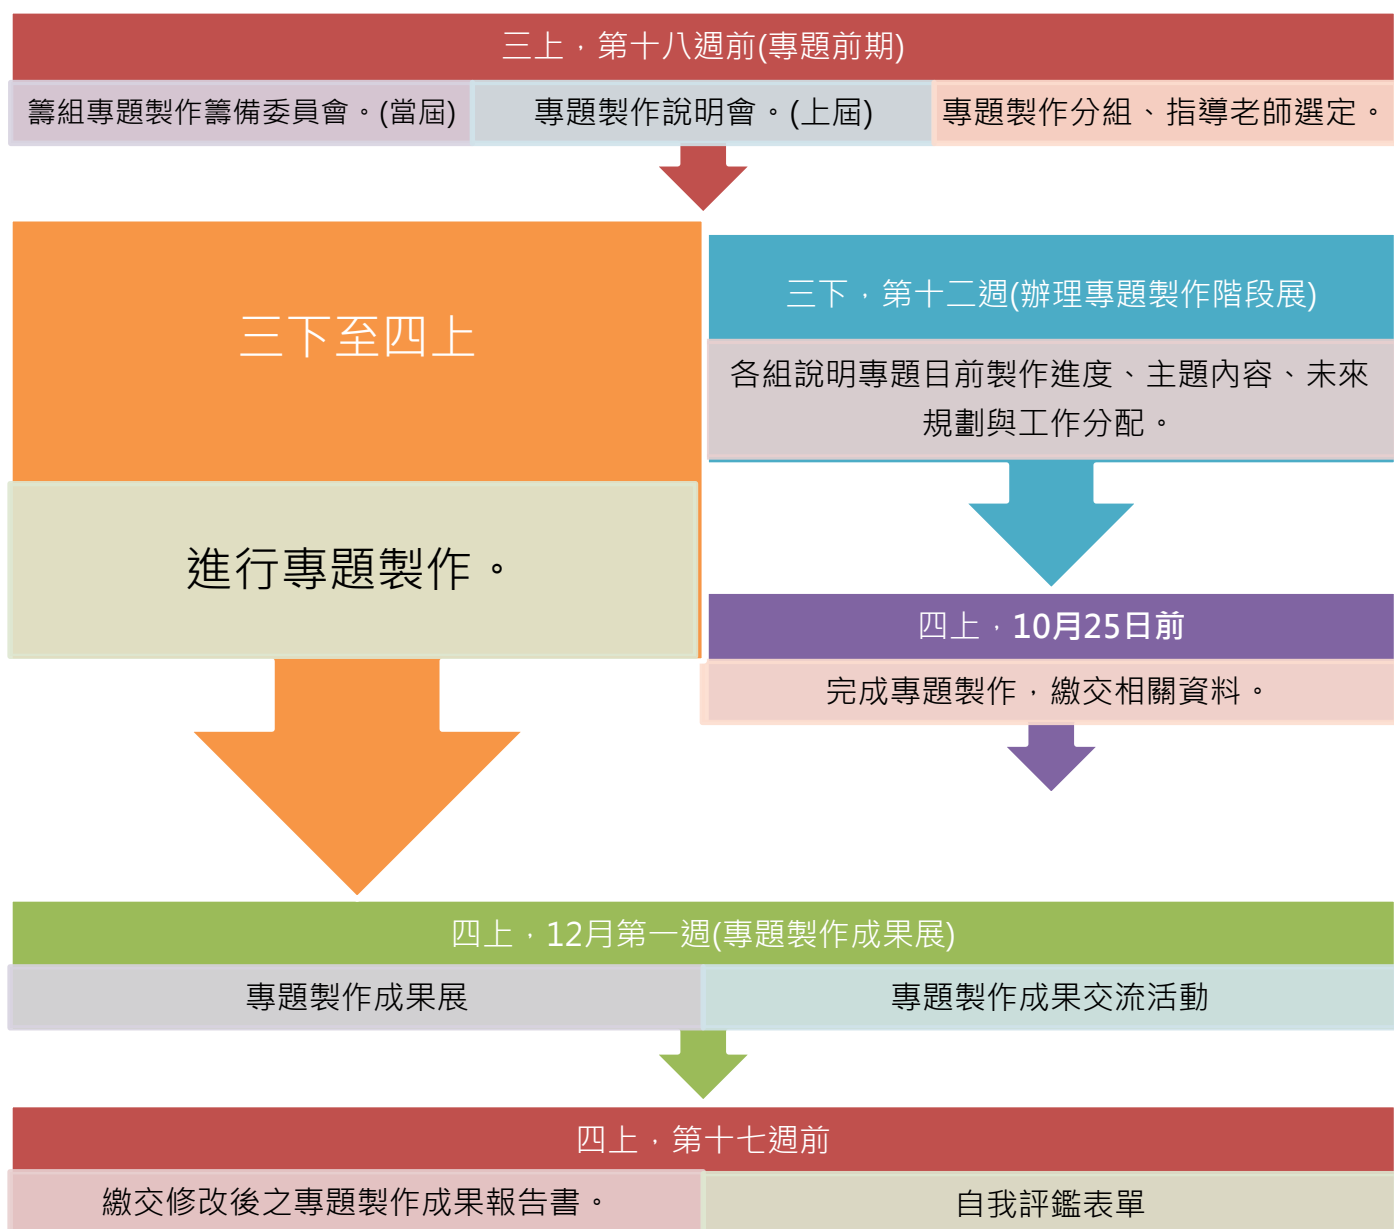 三上，第十八週前(專題前期)
籌組專題製作籌備委員會。(當屆)
專題製作說明會。(上屆)
專題製作分組、指導老師選定。
三下至四上
進行專題製作。
三下，第十二週(辦理專題製作階段展)
各組說明專題目前製作進度、主題內容、未來
規劃與工作分配。
四上，10月25日前
完成專題製作，繳交相關資料。
四上，12月第一週(專題製作成果展)
專題製作成果展
專題製作成果交流活動
四上，第十七週前
繳交修改後之專題製作成果報告書。
自我評鑑表單